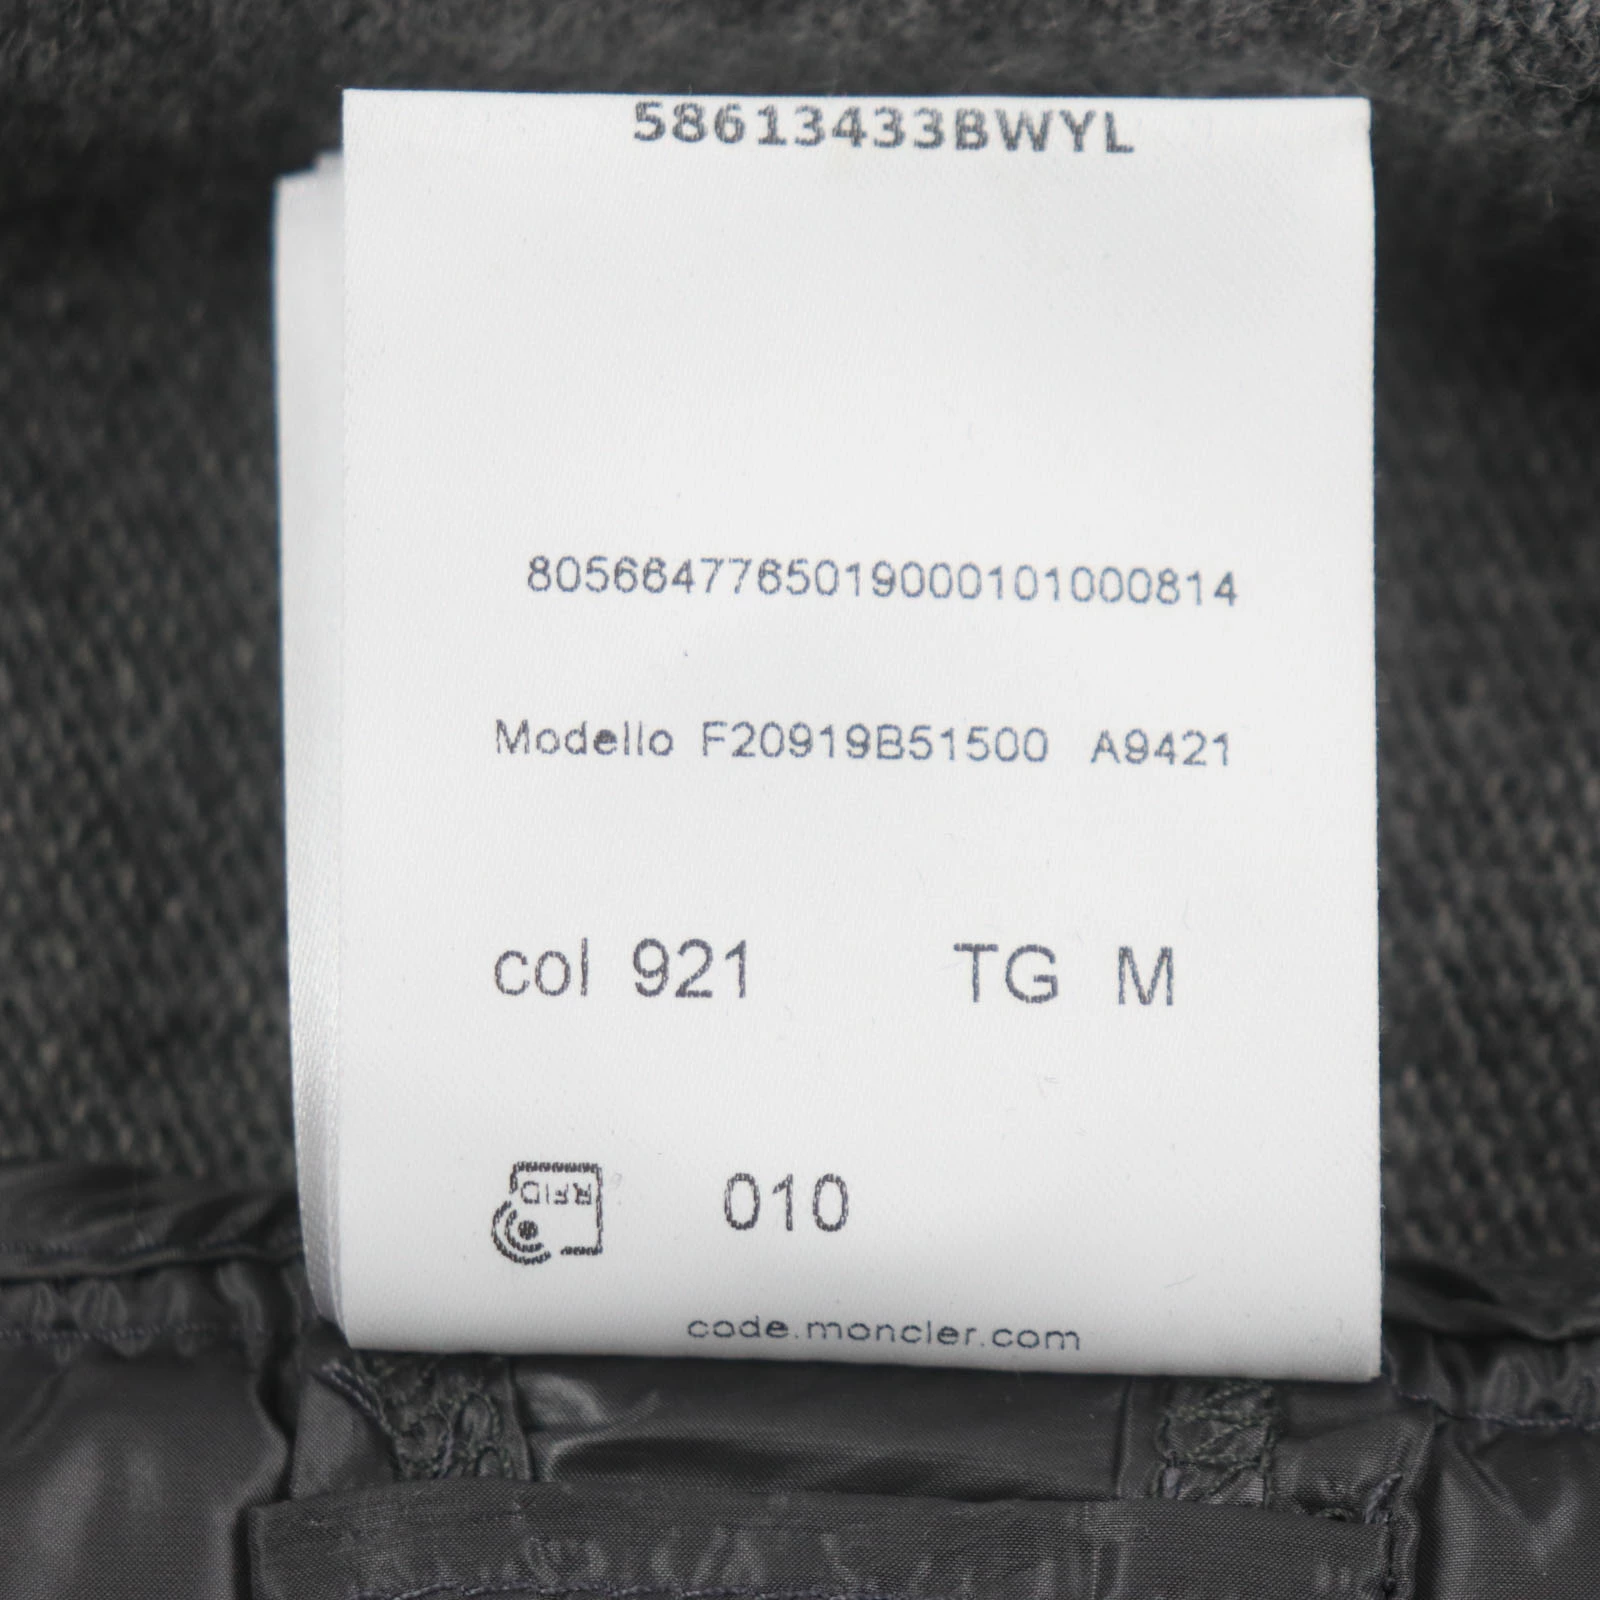 58613433BWYL
8056647765019000101000814
Modello F20919B51500 A9421
col 921 TG M
RFID 010
code.moncler.com